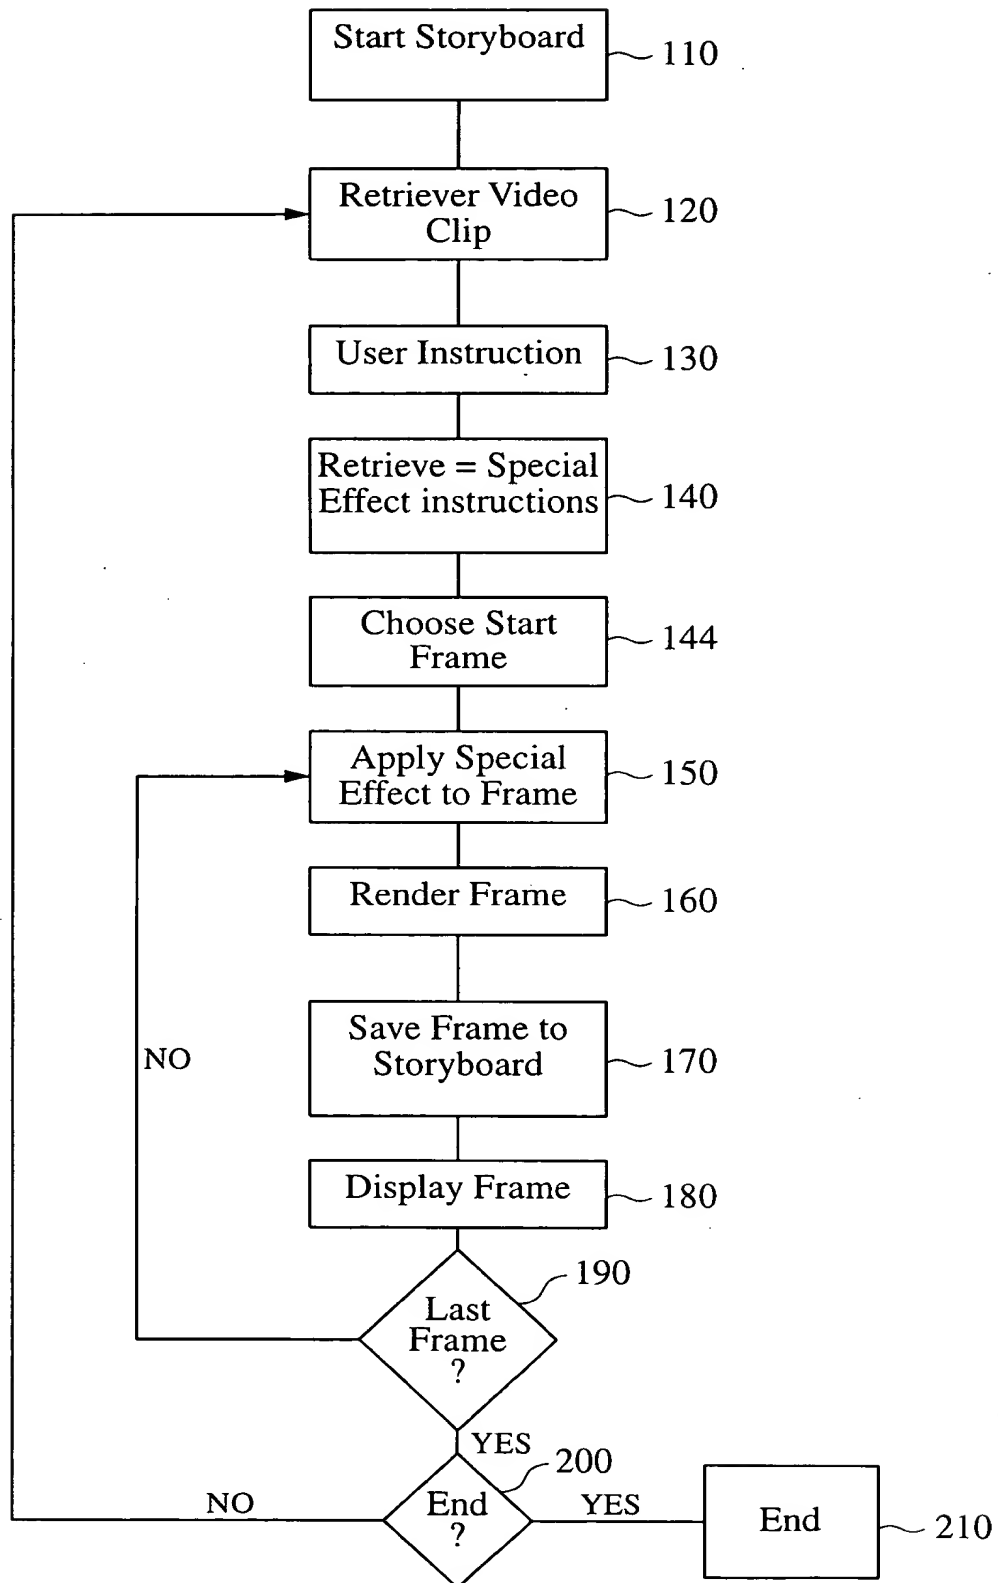 Start Storyboard
110
Retriever Video
Clip
120
User Instruction
130
Retrieve = Special
Effect instructions
140
Choose Start
Frame
144
Apply Special
Effect to Frame
150
Render Frame
160
Save Frame to
Storyboard
170
NO
Display Frame
180
190
Last
Frame
?
YES
200
NO
End
?
YES
End
210